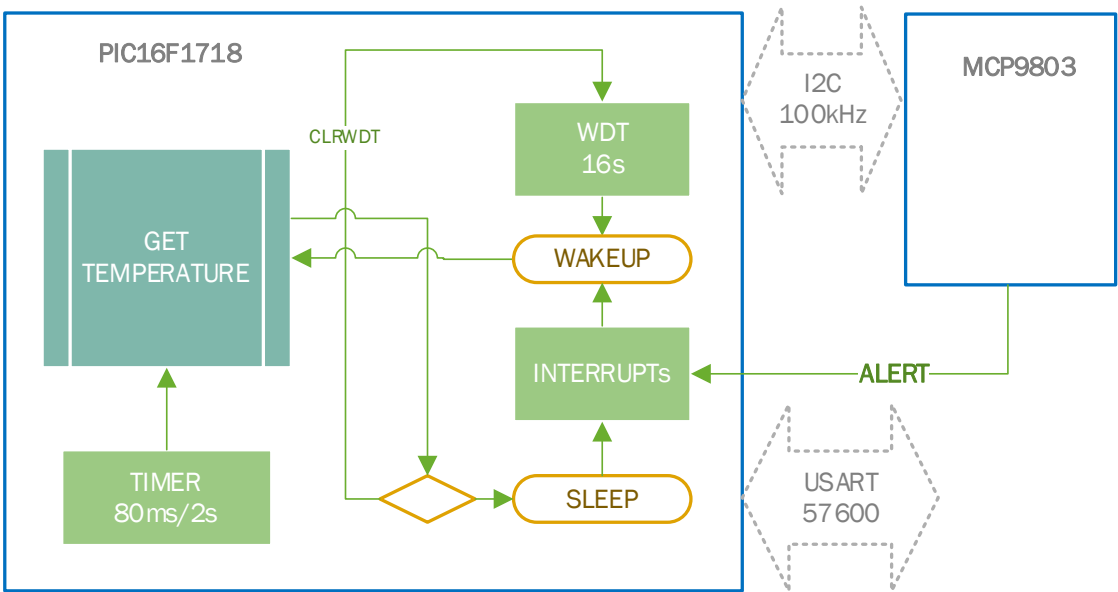 PIC16F1718
MCP9803
I2C
100kHz
CLRWDT
WDT
16s
GET
TEMPERATURE
WAKEUP
INTERRUPTs
ALERT
TIMER
80ms/2s
SLEEP
USART
57600